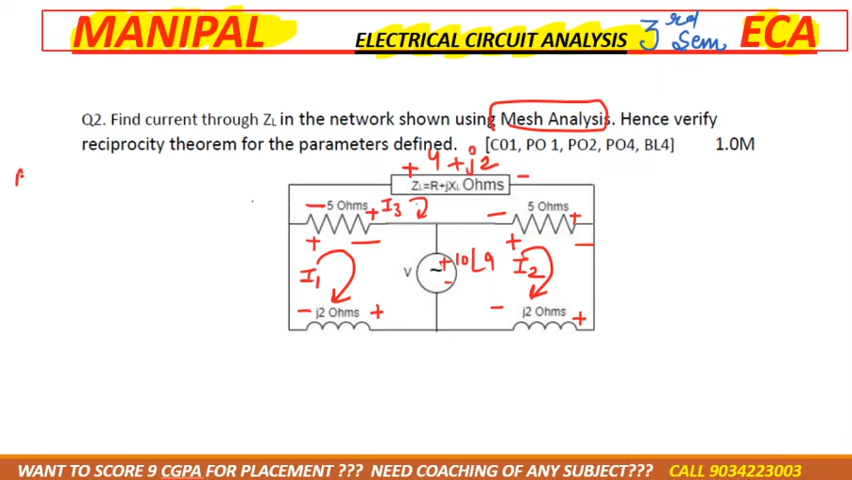 MANIPAL ELECTRICAL CIRCUIT ANALYSIS 3rd Sem ECA
Q2. Find current through ZL in the network shown using Mesh Analysis. Hence verify
reciprocity theorem for the parameters defined. [C01, PO 1, PO2, PO4, BL4] 1.0M
+ 4 + j2 -
ZL=R+jXL Ohms
- 5 Ohms + I3 - 5 Ohms +
+ - + -
V + ~ - 10∟9
I1 I2
- j2 Ohms + - j2 Ohms +
WANT TO SCORE 9 CGPA FOR PLACEMENT ??? NEED COACHING OF ANY SUBJECT??? CALL 9034223003